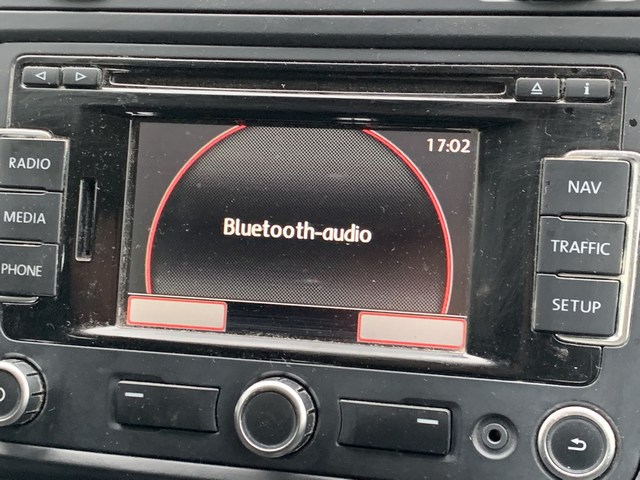 17:02
RADIO
NAV
MEDIA
Bluetooth-audio
TRAFFIC
PHONE
SETUP
i